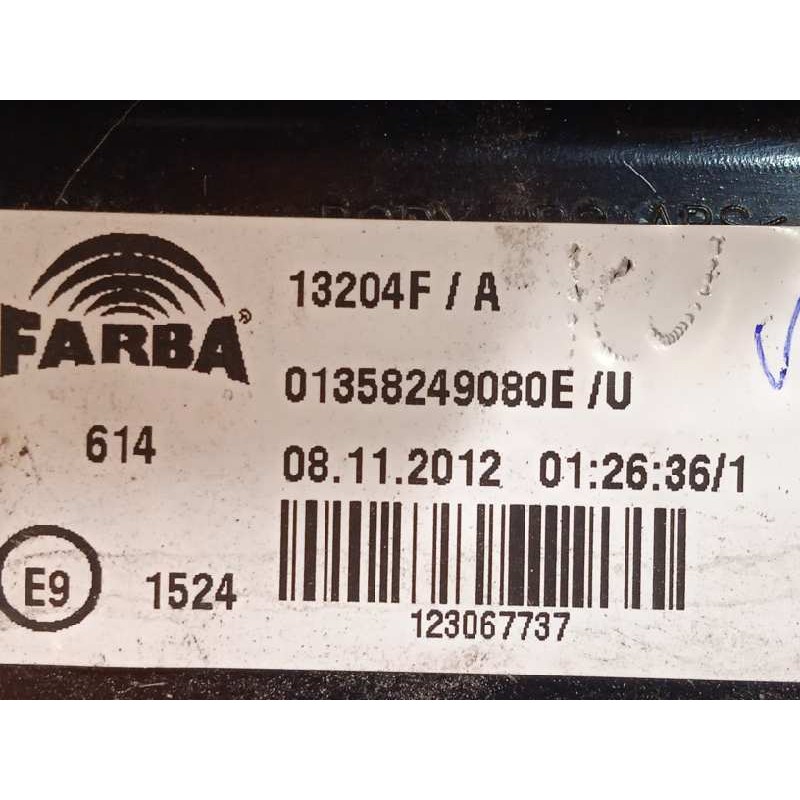 FARBA®
13204F / A
01358249080E /U
614
08.11.2012 01:26:36/1
E9
1524
123067737